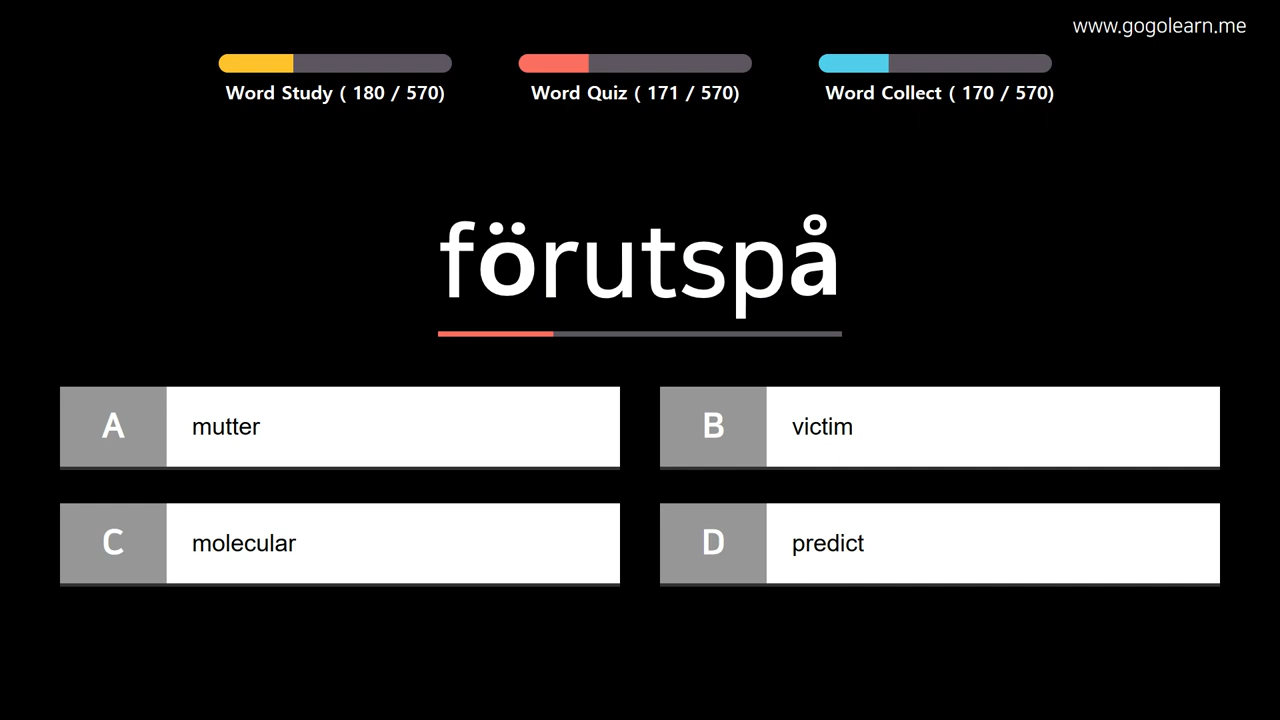 www.gogolearn.me
Word Study ( 180 / 570)
Word Quiz ( 171 / 570)
Word Collect ( 170 / 570)
förutspå
A mutter
B victim
C molecular
D predict